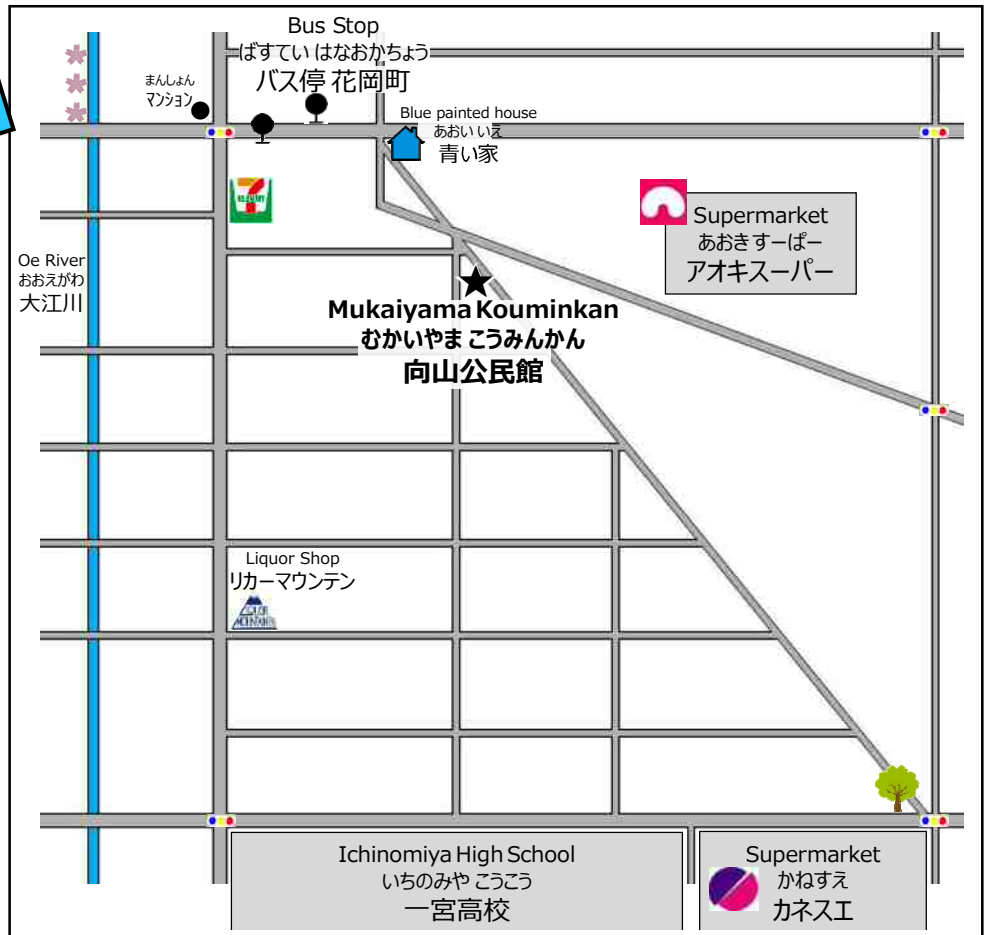 Bus Stop
ばすてい はなおかちょう
バス停 花岡町
まんしょん
マンション
Blue painted house
あおい いえ
青い家
ELEVEN
Supermarket
あおきすーぱー
アオキスーパー
Oe River
おおえがわ
大江川
Mukaiyama Kouminkan
むかいやま こうみんかん
向山公民館
Liquor Shop
リカーマウンテン
LIQUOR
MOUNTAIN
Ichinomiya High School
いちのみや こうこう
一宮高校
Supermarket
かねすえ
カネスエ